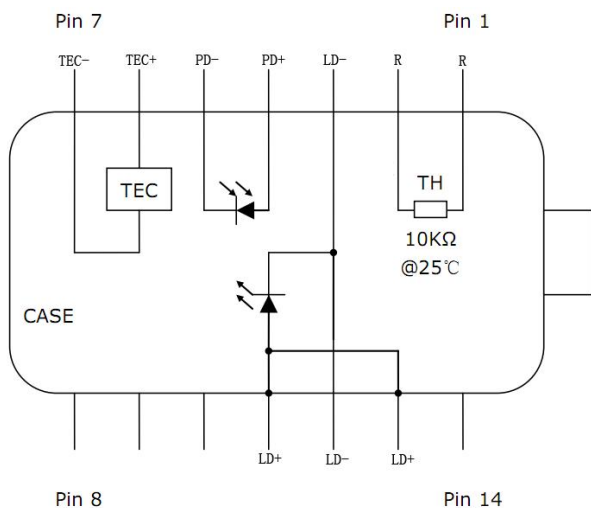 Pin 7 Pin 1
TEC- TEC+ PD- PD+ LD- R R
TEC
TH
10KΩ
@25℃
CASE
LD+ LD- LD+
Pin 8 Pin 14